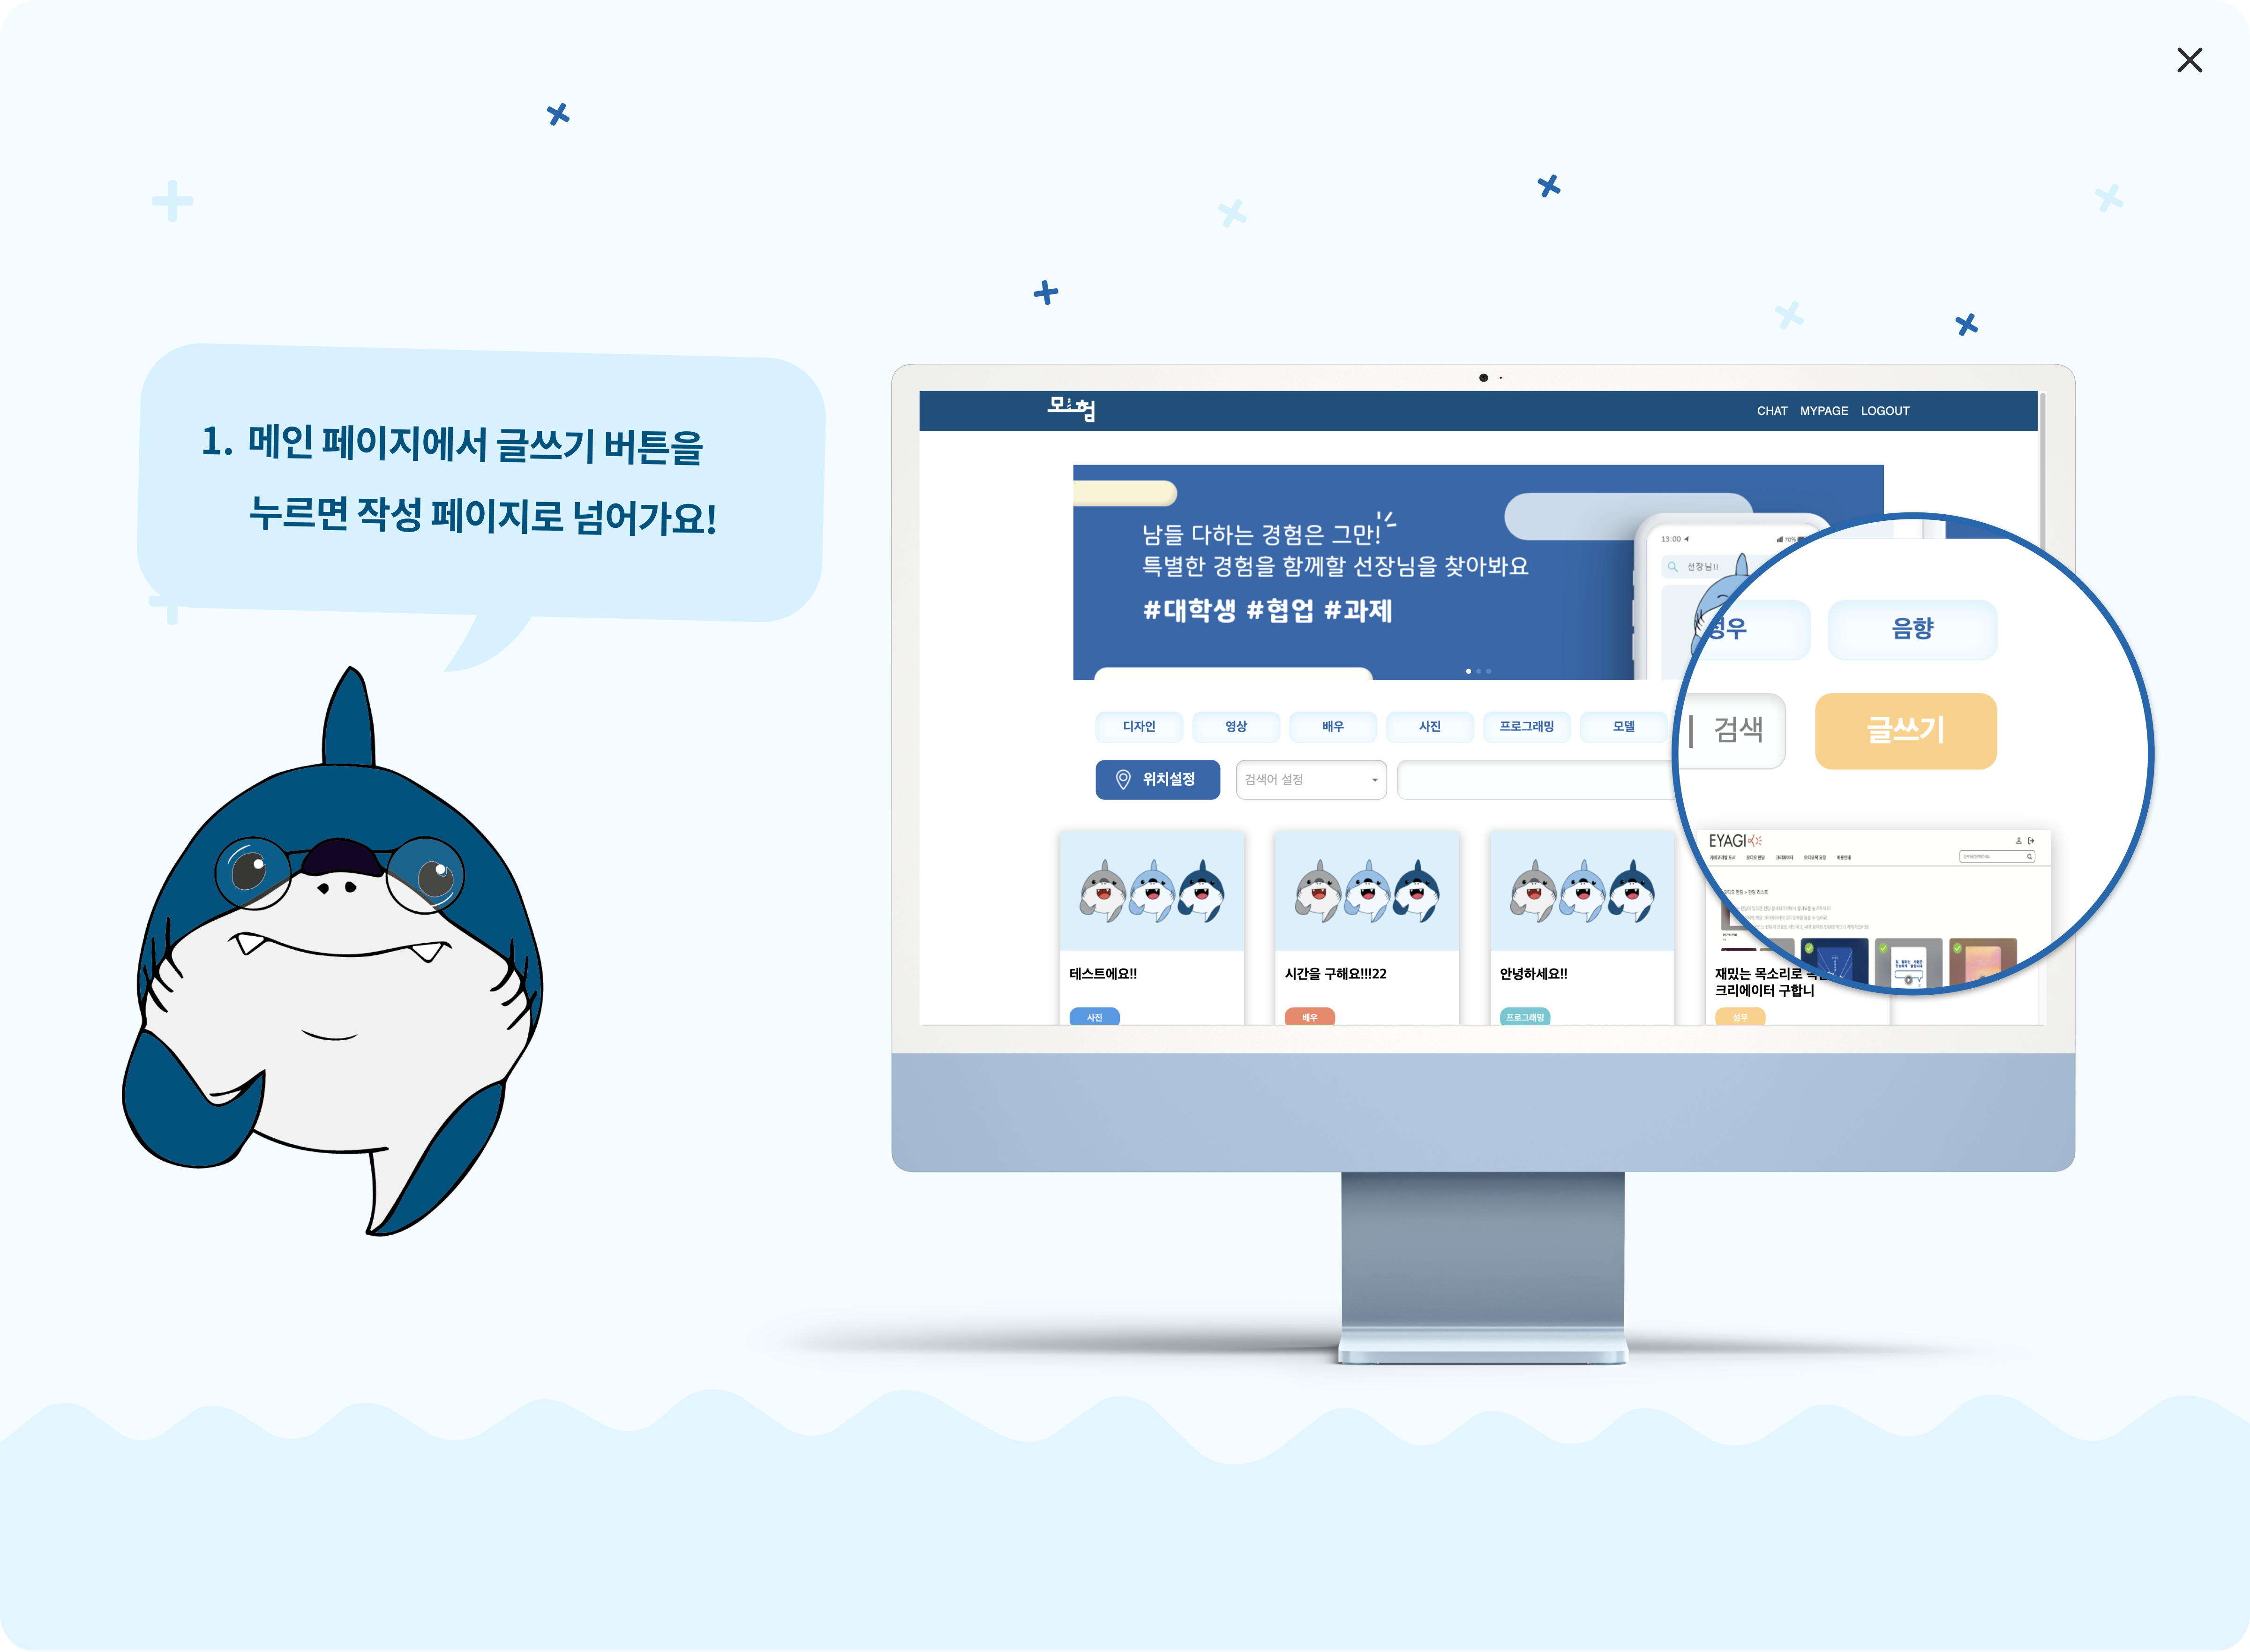 1. 메인 페이지에서 글쓰기 버튼을
누르면 작성 페이지로 넘어가요!
모험
CHAT MYPAGE LOGOUT
남들 다하는 경험은 그만!
특별한 경험을 함께할 선장님을 찾아봐요
#대학생 #협업 #과제
13:00
70%
선장님!!
음향
디자인 영상 배우 사진 프로그래밍 모델
검색 글쓰기
위치설정 검색어 설정
EYAGI
테스트에요!!
사진
시간을 구해요!!!22
배우
안녕하세요!!
프로그래밍
재밌는 목소리로
크리에이터 구합니
성우